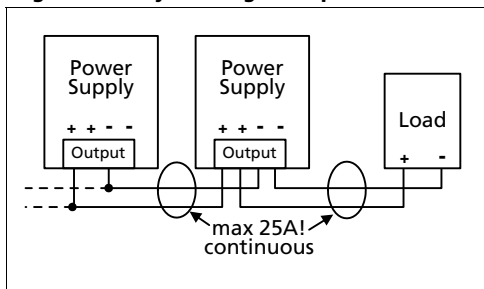 Power
Supply
+ + - -
Output
Power
Supply
+ + - -
Output
Load
+ -
max 25A!
continuous